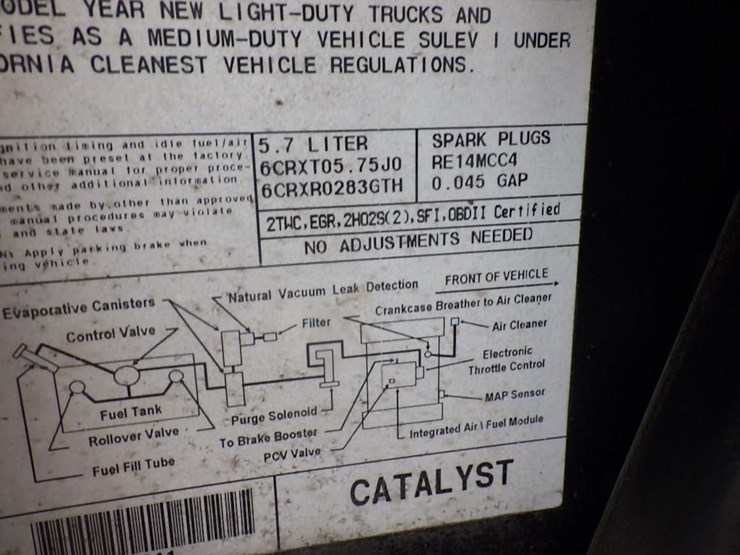 ODEL YEAR NEW LIGHT-DUTY TRUCKS AND
FIES AS A MEDIUM-DUTY VEHICLE SULEV I UNDER
ORNIA CLEANEST VEHICLE REGULATIONS.
gnition timing and idle fuel/air
have been preset at the factory.
service manual for proper proce-
nd other additional information
ments made by other than approved
manual procedures may violate
and state laws.
Apply parking brake when
ing vehicle.
5.7 LITER
6CRXT05.75J0
6CRXR0283GTH
SPARK PLUGS
RE14MCC4
0.045 GAP
2TWC,EGR,2HO2S(2),SFI,OBDII Certified
NO ADJUSTMENTS NEEDED
Evaporative Canisters
Natural Vacuum Leak Detection
FRONT OF VEHICLE
Crankcase Breather to Air Cleaner
Control Valve
Filter
Air Cleaner
Electronic
Throttle Control
MAP Sensor
Fuel Tank
Purge Solenoid
Rollover Valve
To Brake Booster
Integrated Air \ Fuel Module
PCV Valve
Fuel Fill Tube
CATALYST